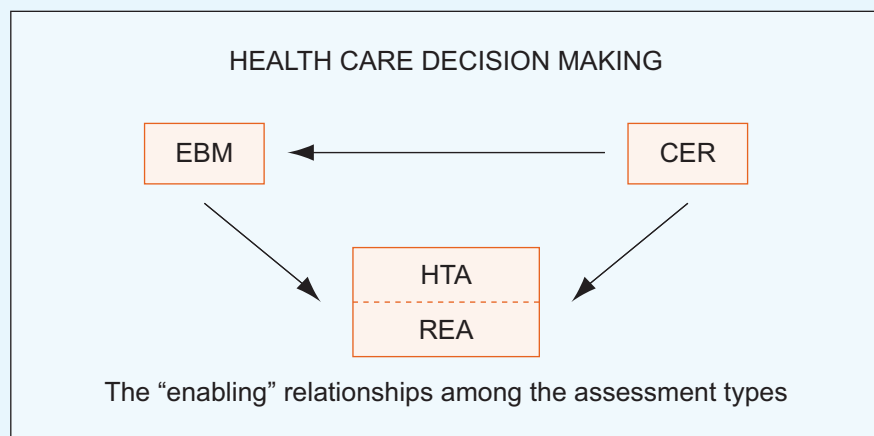 HEALTH CARE DECISION MAKING
EBM
CER
HTA
REA
The “enabling” relationships among the assessment types